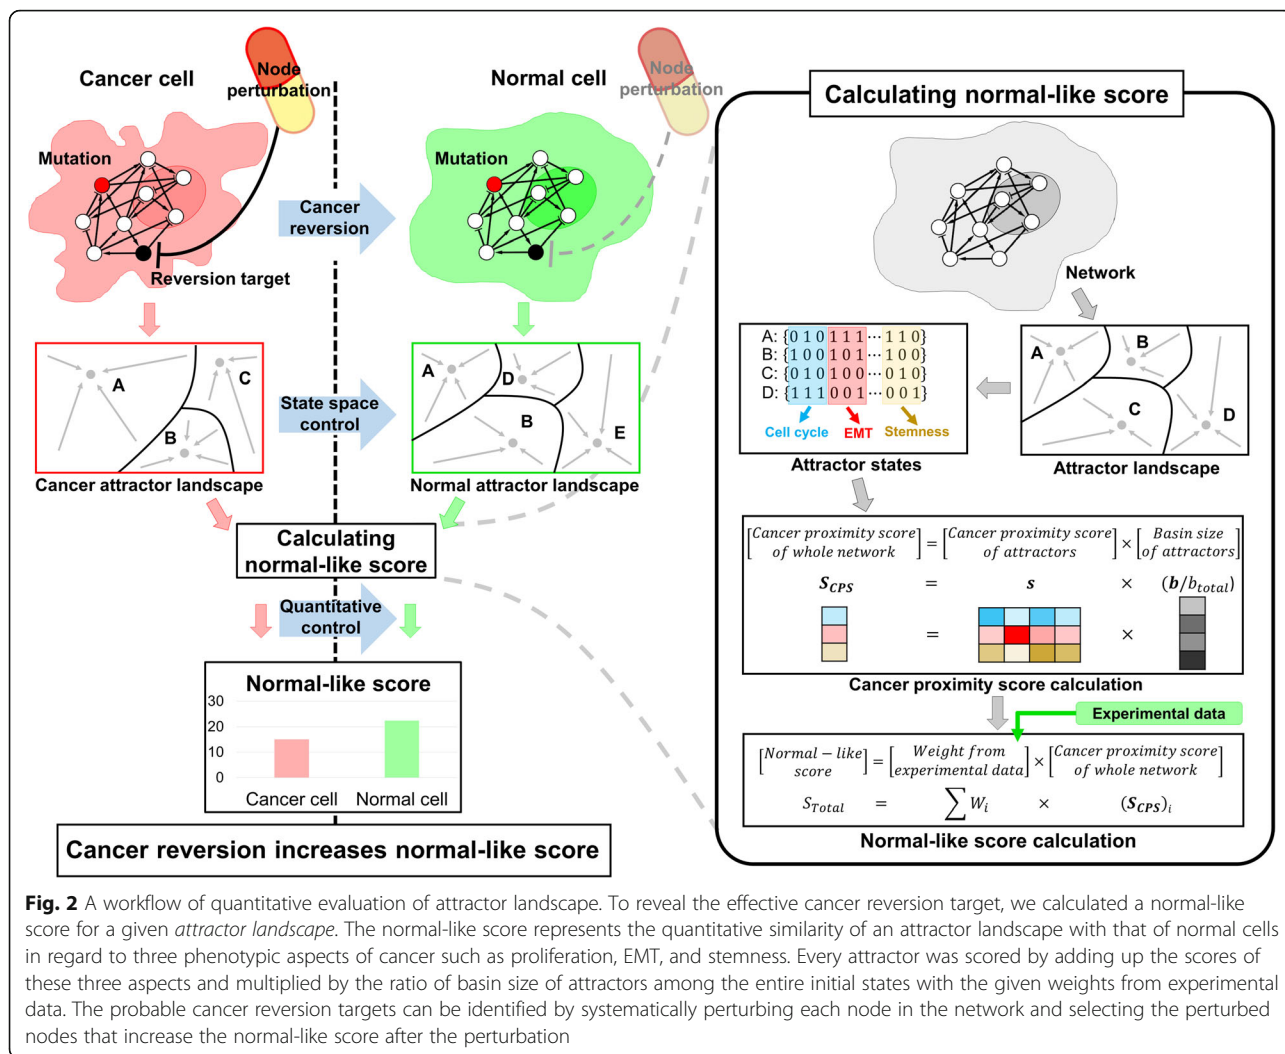 Cancer cell
Node
perturbation
Mutation
Reversion target
Cancer
reversion
Normal cell
Node
perturbation
Mutation
A
B
C
Cancer attractor landscape
State space
control
A
D
B
E
Normal attractor landscape
Calculating
normal-like score
Quantitative
control
Normal-like score
30
20
10
0
Cancer cell Normal cell
Cancer reversion increases normal-like score
Calculating normal-like score
Network
A: {0 1 0 1 1 1 ⋯ 1 1 0}
B: {1 0 0 1 0 1 ⋯ 1 0 0}
C: {0 1 0 1 0 0 ⋯ 0 1 0}
D: {1 1 1 0 0 1 ⋯ 0 0 1}
Cell cycle EMT Stemness
Attractor states
A
B
C
D
Attractor landscape
[Cancer proximity score of whole network] = [Cancer proximity score of attractors] × [Basin size of attractors]
S_CPS = s × (b/b_total)
= ×
Cancer proximity score calculation
Experimental data
[Normal − like score] = [Weight from experimental data] × [Cancer proximity score of whole network]
S_Total = ∑ W_i × (S_CPS)_i
Normal-like score calculation
Fig. 2 A workflow of quantitative evaluation of attractor landscape. To reveal the effective cancer reversion target, we calculated a normal-like
score for a given attractor landscape. The normal-like score represents the quantitative similarity of an attractor landscape with that of normal cells
in regard to three phenotypic aspects of cancer such as proliferation, EMT, and stemness. Every attractor was scored by adding up the scores of
these three aspects and multiplied by the ratio of basin size of attractors among the entire initial states with the given weights from experimental
data. The probable cancer reversion targets can be identified by systematically perturbing each node in the network and selecting the perturbed
nodes that increase the normal-like score after the perturbation